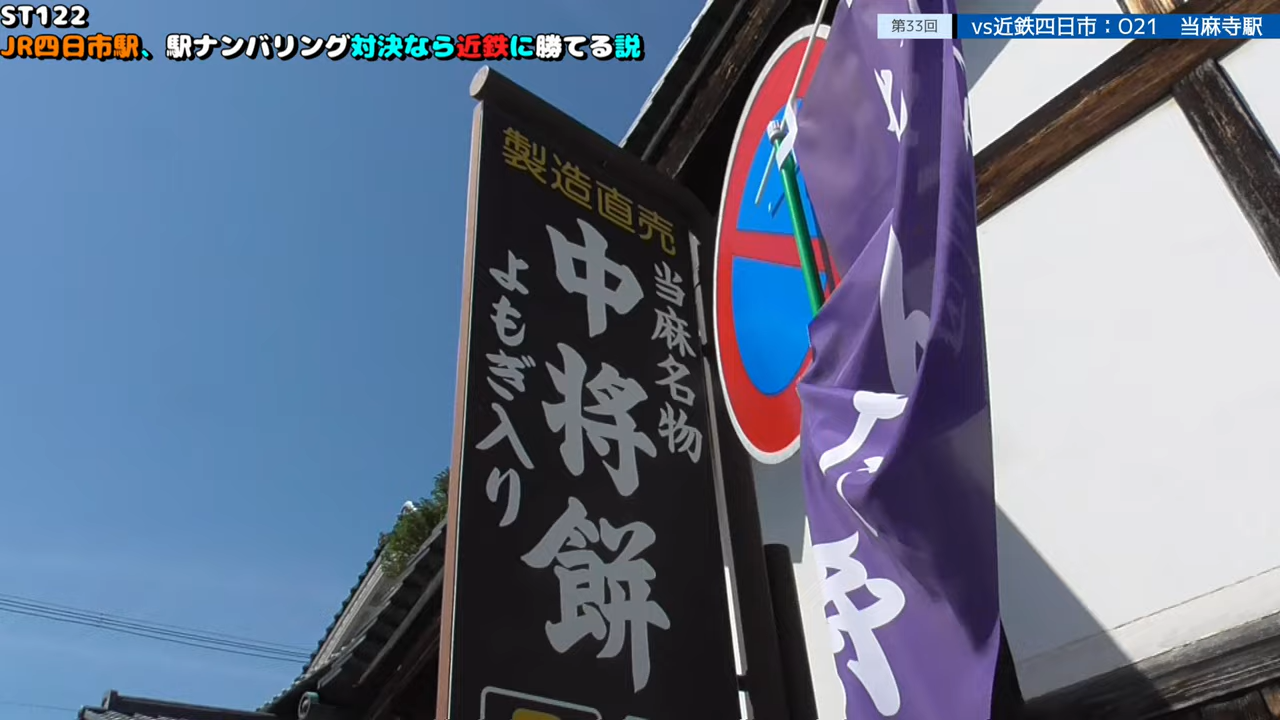 ST122
JR四日市駅、駅ナンバリング対決なら近鉄に勝てる説
第33回
vs近鉄四日市：O21　当麻寺駅
製造直売
当麻名物
中将餅
よもぎ入り